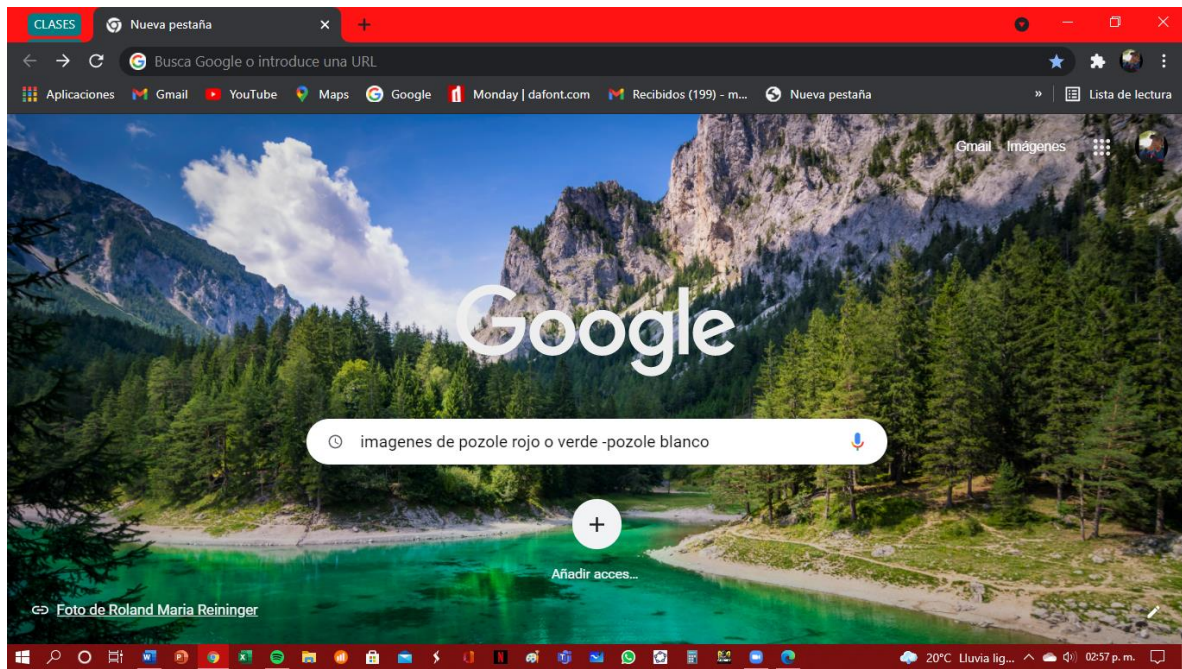 CLASES Nueva pestaña
Busca Google o introduce una URL
Aplicaciones Gmail YouTube Maps Google Monday | dafont.com Recibidos (199) - m... Nueva pestaña » Lista de lectura
Gmail Imágenes
Google
imagenes de pozole rojo o verde -pozole blanco
Añadir acces...
Foto de Roland Maria Reininger
20°C Lluvia lig... 02:57 p. m.